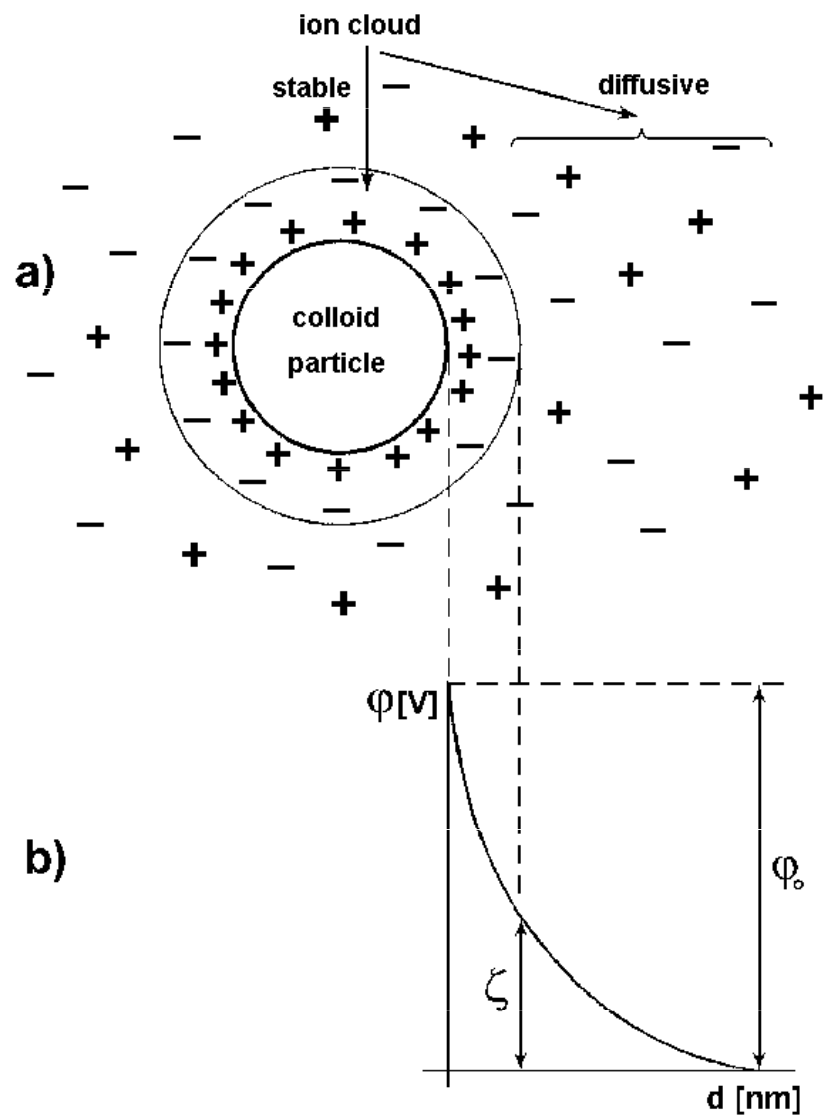 ion cloud
stable
diffusive
a)
colloid
particle
φ[V]
b)
φ₀
ζ
d [nm]